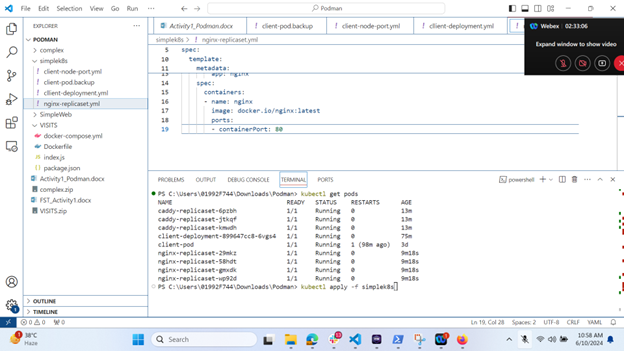 File Edit Selection View Go Run ...
Podman
EXPLORER
PODMAN
complex
simplek8s
client-node-port.yml
client-pod.backup
client-deployment.yml
nginx-replicaset.yml
SimpleWeb
VISITS
docker-compose.yml
Dockerfile
index.js
package.json
Activity1_Podman.docx
complex.zip
FST_Activity1.docx
VISITS.zip
OUTLINE
TIMELINE
Activity1_Podman.docx client-pod.backup client-node-port.yml client-deployment.yml
simplek8s > nginx-replicaset.yml
5 spec:
10 template:
11 metadata:
13 app: nginx
14 spec:
15 containers:
16 - name: nginx
17 image: docker.io/nginx:latest
18 ports:
19 - containerPort: 80
Webex 02:33:06
Expand window to show video
PROBLEMS OUTPUT DEBUG CONSOLE TERMINAL PORTS
powershell
PS C:\Users\01992F744\Downloads\Podman> kubectl get pods
NAME READY STATUS RESTARTS AGE
caddy-replicaset-6pzbh 1/1 Running 0 13m
caddy-replicaset-jtkqf 1/1 Running 0 13m
caddy-replicaset-kmwdh 1/1 Running 0 13m
client-deployment-899647cc8-6vgs4 1/1 Running 0 75m
client-pod 1/1 Running 1 (98m ago) 3d
nginx-replicaset-29mkz 1/1 Running 0 9m18s
nginx-replicaset-58hdt 1/1 Running 0 9m18s
nginx-replicaset-gmxdk 1/1 Running 0 9m18s
nginx-replicaset-wp92d 1/1 Running 0 9m18s
PS C:\Users\01992F744\Downloads\Podman> kubectl apply -f simplek8s
0 0 0 Ln 19, Col 28 Spaces: 2 UTF-8 CRLF YAML
38°C
Haze
Search
10:58 AM
6/10/2024